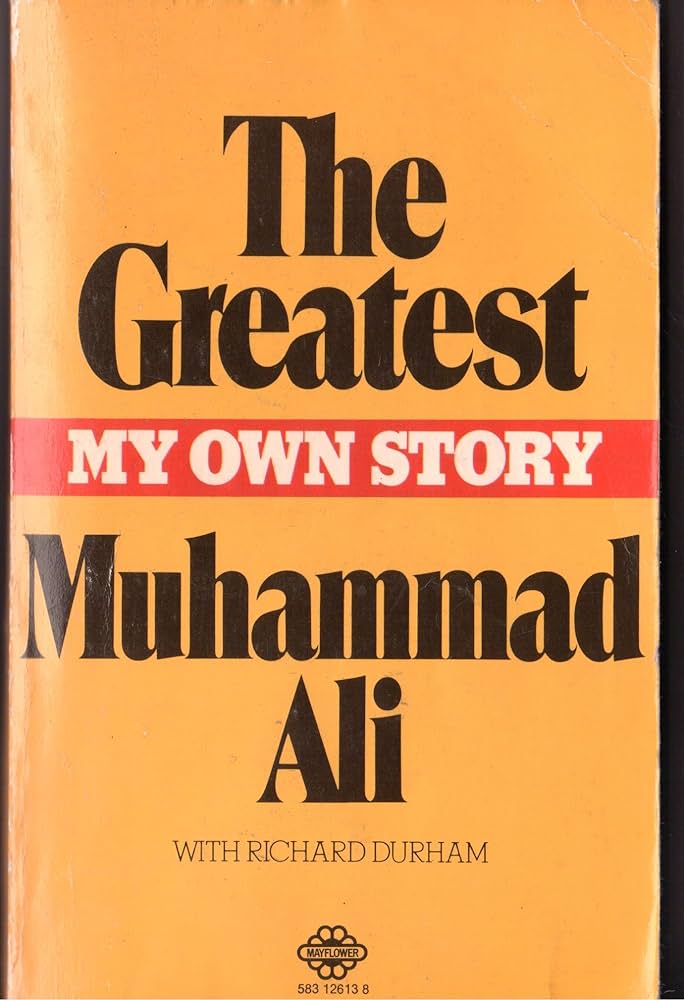 The
Greatest
MY OWN STORY
Muhammad
Ali
WITH RICHARD DURHAM
MAYFLOWER
583 12613 8